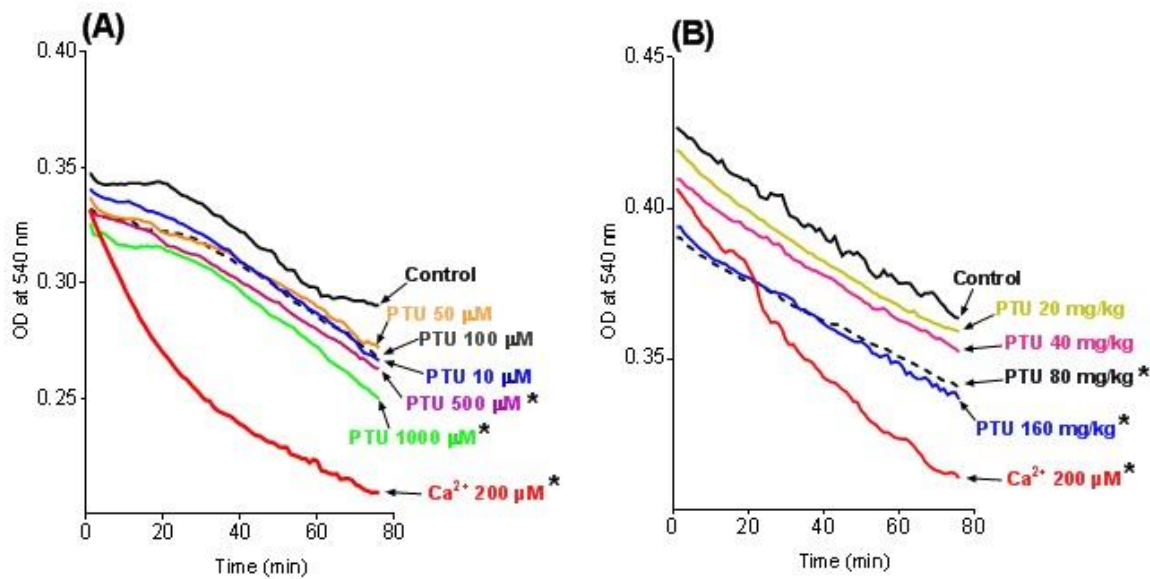 (A)
0.40
0.35
0.30
0.25
OD at 540 nm
0
20
40
60
80
Time (min)
Control
PTU 50 µM
PTU 100 µM
PTU 10 µM
PTU 500 µM*
PTU 1000 µM*
Ca²⁺ 200 µM*
(B)
0.45
0.40
0.35
OD at 540 nm
0
20
40
60
80
Time (min)
Control
PTU 20 mg/kg
PTU 40 mg/kg
PTU 80 mg/kg*
PTU 160 mg/kg*
Ca²⁺ 200 µM*